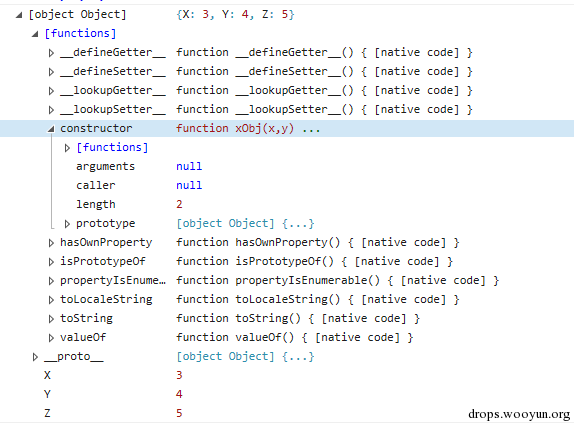 [object Object] {X: 3, Y: 4, Z: 5}
[functions]
__defineGetter__ function __defineGetter__() { [native code] }
__defineSetter__ function __defineSetter__() { [native code] }
__lookupGetter__ function __lookupGetter__() { [native code] }
__lookupSetter__ function __lookupSetter__() { [native code] }
constructor function xObj(x,y) ...
[functions]
arguments null
caller null
length 2
prototype [object Object] {...}
hasOwnProperty function hasOwnProperty() { [native code] }
isPrototypeOf function isPrototypeOf() { [native code] }
propertyIsEnume... function propertyIsEnumerable() { [native code] }
toLocaleString function toLocaleString() { [native code] }
toString function toString() { [native code] }
valueOf function valueOf() { [native code] }
__proto__ [object Object] {...}
X 3
Y 4
Z 5
drops.wooyun.org